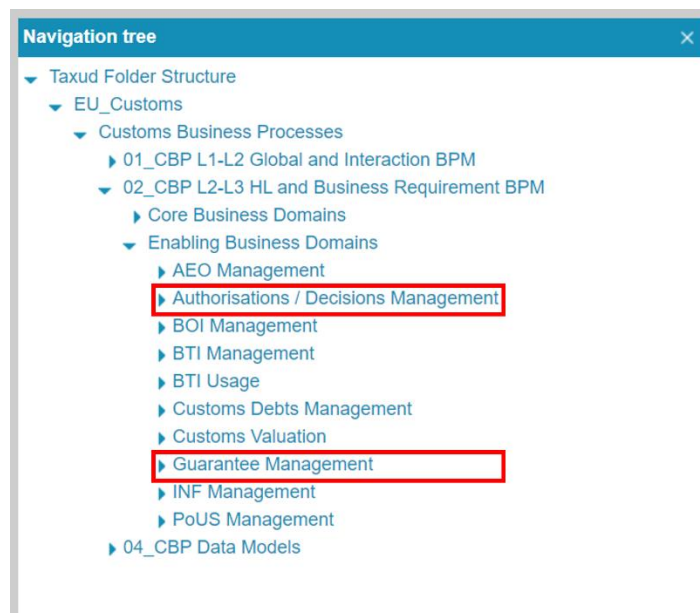 Navigation tree
Taxud Folder Structure
EU_Customs
Customs Business Processes
01_CBP L1-L2 Global and Interaction BPM
02_CBP L2-L3 HL and Business Requirement BPM
Core Business Domains
Enabling Business Domains
AEO Management
Authorisations / Decisions Management
BOI Management
BTI Management
BTI Usage
Customs Debts Management
Customs Valuation
Guarantee Management
INF Management
PoUS Management
04_CBP Data Models